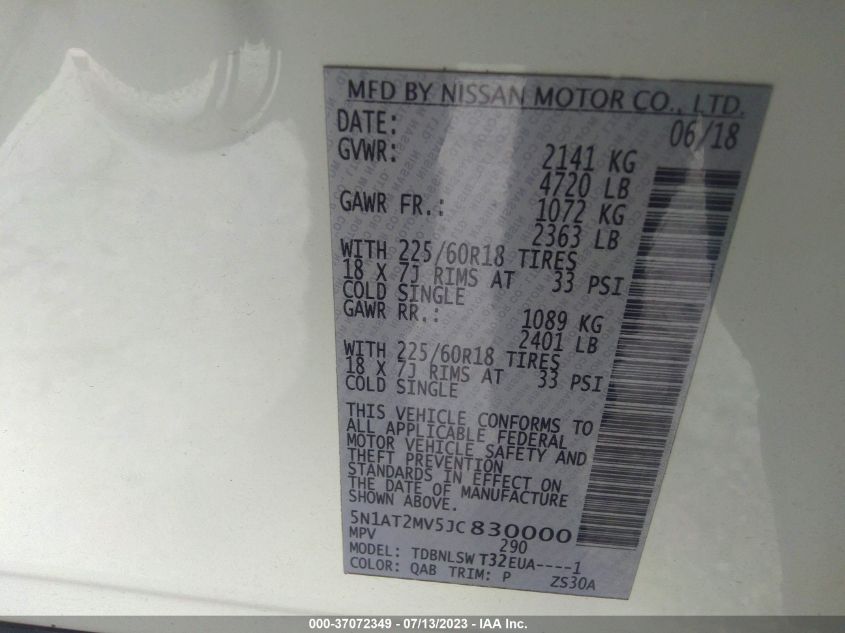 MFD BY NISSAN MOTOR CO., LTD.
DATE: 06/18
GVWR: 2141 KG
4720 LB
GAWR FR.: 1072 KG
2363 LB
WITH 225/60R18 TIRES
18 X 7J RIMS AT 33 PSI
COLD SINGLE
GAWR RR.: 1089 KG
2401 LB
WITH 225/60R18 TIRES
18 X 7J RIMS AT 33 PSI
COLD SINGLE
THIS VEHICLE CONFORMS TO
ALL APPLICABLE FEDERAL
MOTOR VEHICLE SAFETY AND
THEFT PREVENTION
STANDARDS IN EFFECT ON
THE DATE OF MANUFACTURE
SHOWN ABOVE.
5N1AT2MV5JC830000
MPV 290
MODEL: TDBNLSW T32EUA----1
COLOR: QAB TRIM: P ZS30A
000-37072349 - 07/13/2023 - IAA Inc.